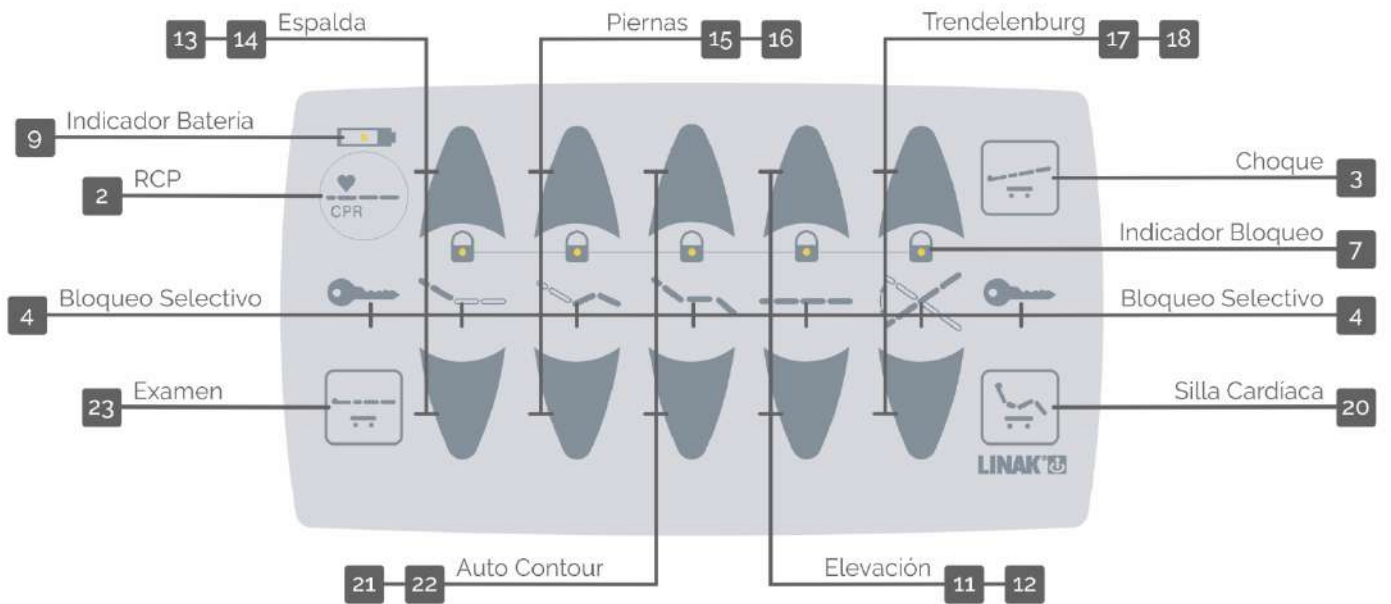 Espalda
13 14
Piernas
15 16
Trendelenburg
17 18
9 Indicador Bateria
2 RCP
CPR
Choque 3
Indicador Bloqueo 7
4 Bloqueo Selectivo
Bloqueo Selectivo 4
23 Examen
Silla Cardíaca 20
LINAK
21 22 Auto Contour
Elevación 11 12